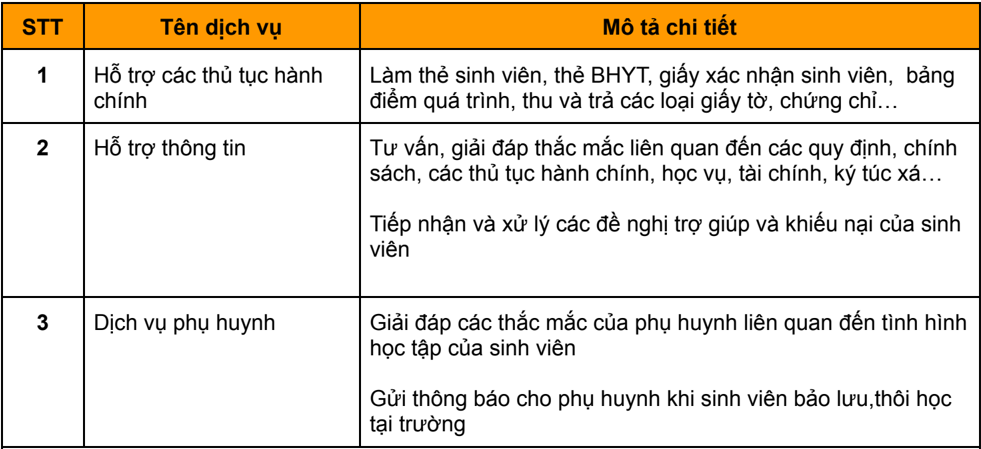 STT Tên dịch vụ Mô tả chi tiết
1 Hỗ trợ các thủ tục hành Làm thẻ sinh viên, thẻ BHYT, giấy xác nhận sinh viên, bảng
chính điểm quá trình, thu và trả các loại giấy tờ, chứng chỉ…
2 Hỗ trợ thông tin Tư vấn, giải đáp thắc mắc liên quan đến các quy định, chính
sách, các thủ tục hành chính, học vụ, tài chính, ký túc xá…
Tiếp nhận và xử lý các đề nghị trợ giúp và khiếu nại của sinh
viên
3 Dịch vụ phụ huynh Giải đáp các thắc mắc của phụ huynh liên quan đến tình hình
học tập của sinh viên
Gửi thông báo cho phụ huynh khi sinh viên bảo lưu,thôi học
tại trường